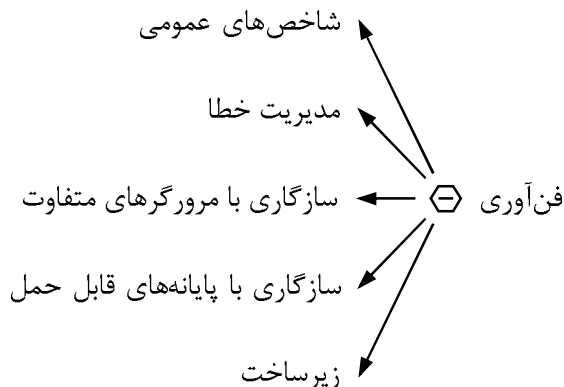 شاخص‌های عمومی
مدیریت خطا
فن‌آوری
سازگاری با مرورگرهای متفاوت
سازگاری با پایانه‌های قابل حمل
زیرساخت